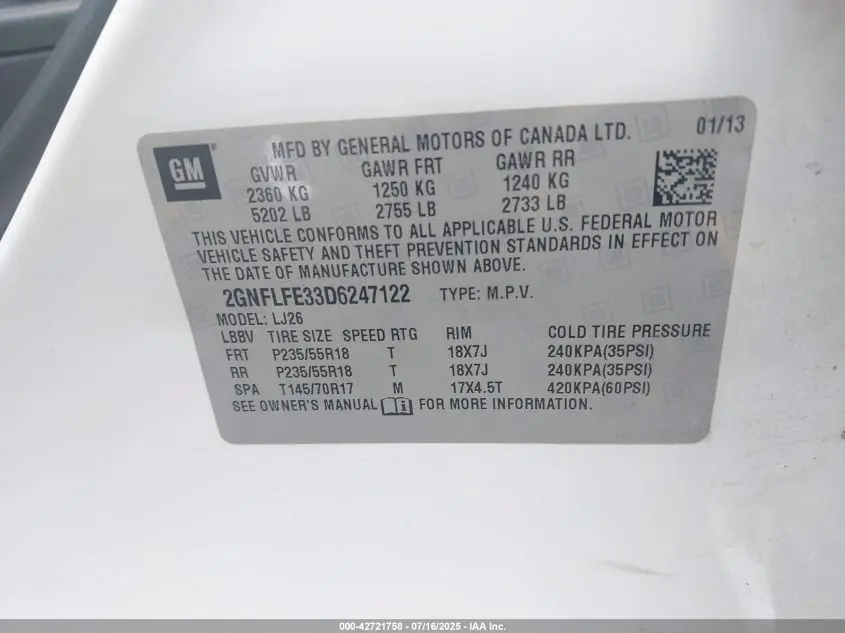 GM
MFD BY GENERAL MOTORS OF CANADA LTD. 01/13
GVWR GAWR FRT GAWR RR
2360 KG 1250 KG 1240 KG
5202 LB 2755 LB 2733 LB
THIS VEHICLE CONFORMS TO ALL APPLICABLE U.S. FEDERAL MOTOR
VEHICLE SAFETY AND THEFT PREVENTION STANDARDS IN EFFECT ON
THE DATE OF MANUFACTURE SHOWN ABOVE.
2GNFLFE33D6247122 TYPE: M.P.V.
MODEL: LJ26
LBBV TIRE SIZE SPEED RTG RIM COLD TIRE PRESSURE
FRT P235/55R18 T 18X7J 240KPA(35PSI)
RR P235/55R18 T 18X7J 240KPA(35PSI)
SPA T145/70R17 M 17X4.5T 420KPA(60PSI)
SEE OWNER'S MANUAL FOR MORE INFORMATION.
000-42721758 - 07/16/2025 - IAA Inc.